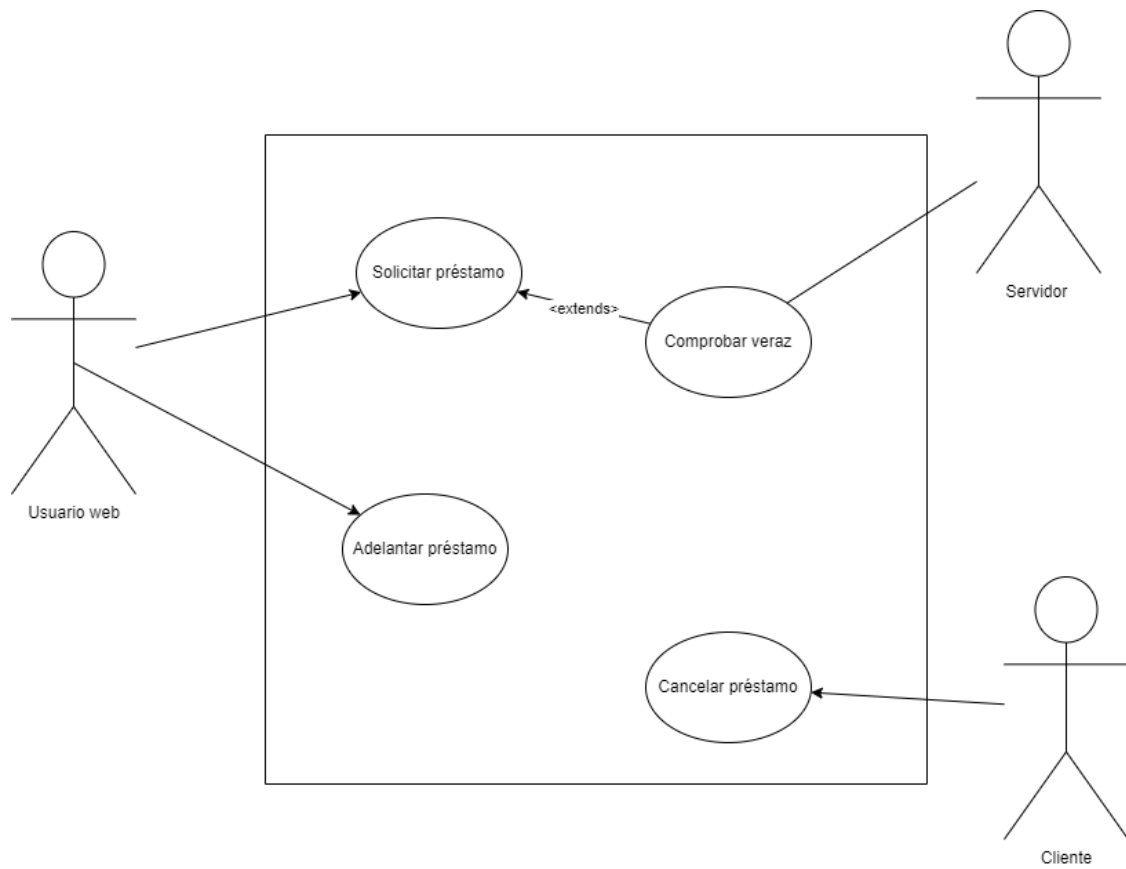 Servidor
Solicitar préstamo
<extends>
Comprobar veraz
Usuario web
Adelantar préstamo
Cancelar préstamo
Cliente